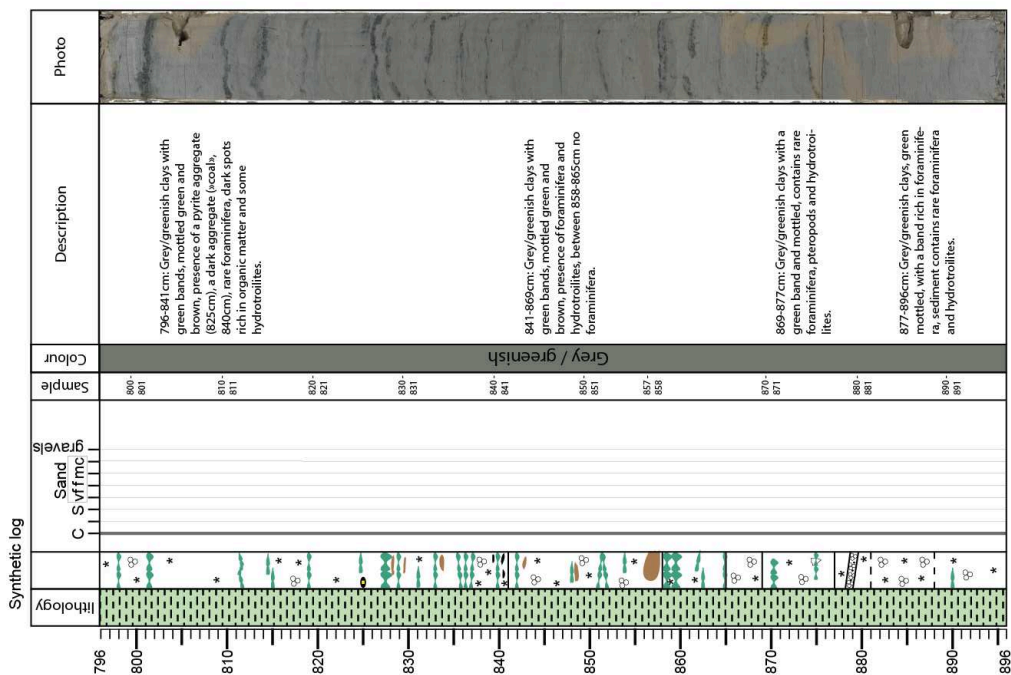 Synthetic log
Photo
Description
Colour
Sample
gravels
Sand
vf f m c
S
C
lithology
796-841cm: Grey/greenish clays with
green bands, mottled green and
brown, presence of pyrite aggregate
(825cm), a dark aggregate («coal»,
840cm), rare foraminifera, dark spots
rich in organic matter and some
hydrotroilites.
841-869cm: Grey/greenish clays with
green bands, mottled green and
brown, presence of foraminifera and
hydrotroilites, between 858-865cm no
foraminifera.
869-877cm: Grey/greenish clays with a
green band and mottled, contains rare
foraminifera, pteropods and hydrotroi-
lites.
877-896cm: Grey/greenish clays, green
mottled, with a band rich in foraminife-
ra, sediment contains rare foraminifera
and hydrotroilites.
Grey / greenish
800-
801
810-
811
820-
821
830-
831
840-
841
850-
851
857-
858
870-
871
880-
881
890-
891
796
800
810
820
830
840
850
860
870
880
890
896